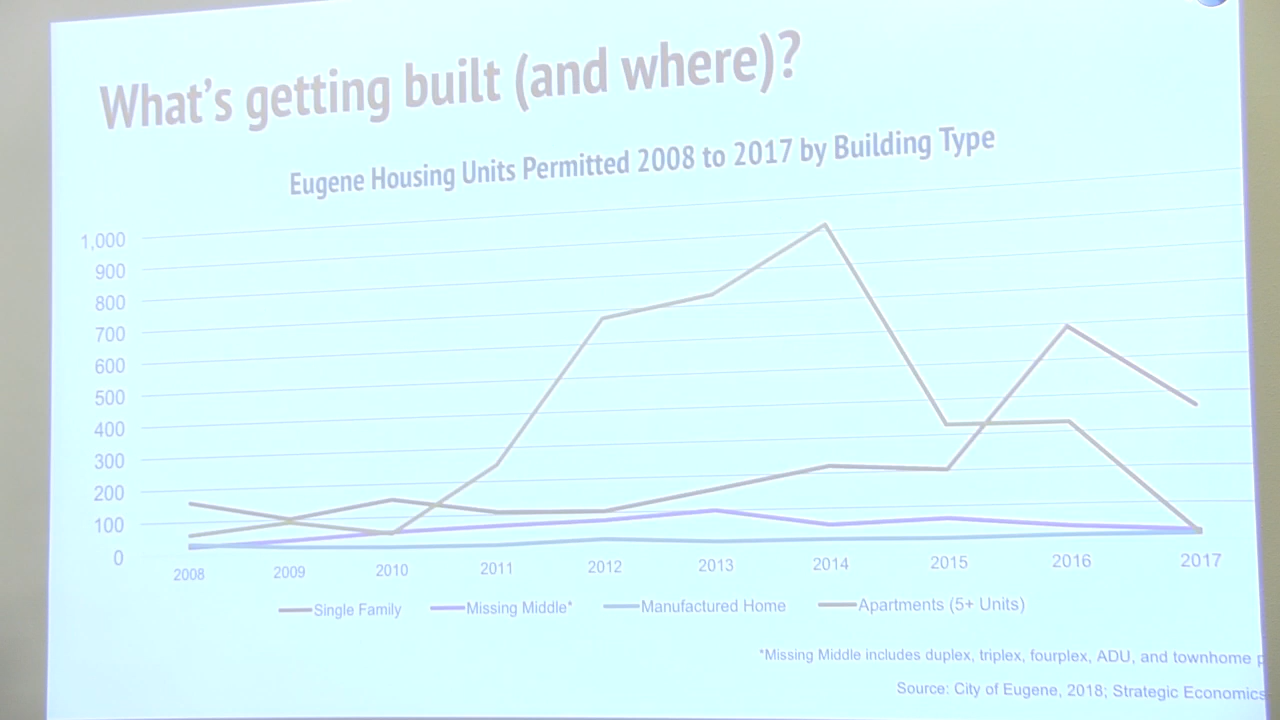 What's getting built (and where)?
Eugene Housing Units Permitted 2008 to 2017 by Building Type
1,000
900
800
700
600
500
400
300
200
100
0
2008 2009 2010 2011 2012 2013 2014 2015 2016 2017
Single Family Missing Middle* Manufactured Home Apartments (5+ Units)
*Missing Middle includes duplex, triplex, fourplex, ADU, and townhome
Source: City of Eugene, 2018; Strategic Economics